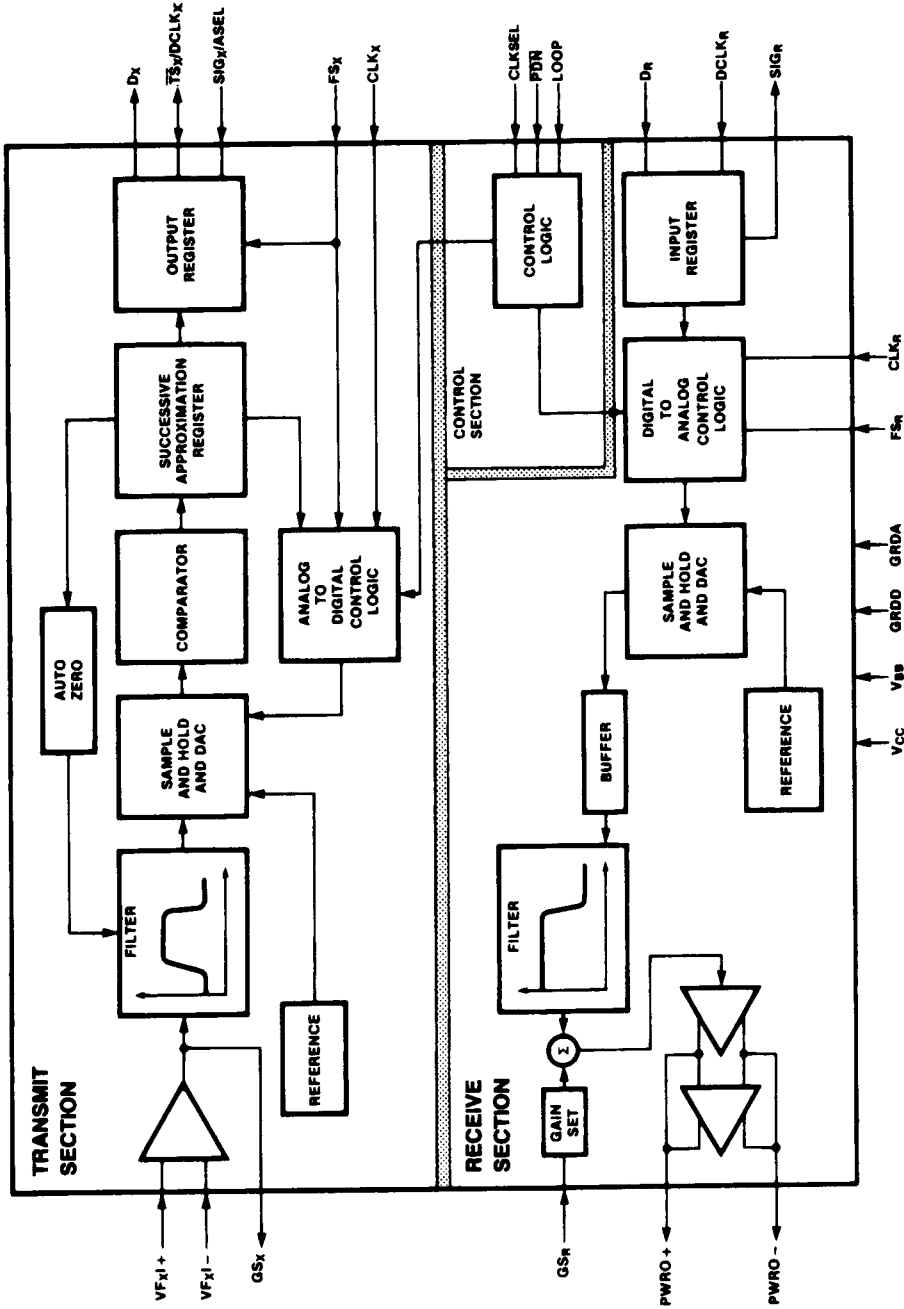 TRANSMIT
SECTION
VFXI+
VFXI−
GSX
FILTER
REFERENCE
AUTO
ZERO
SAMPLE
AND HOLD
AND DAC
COMPARATOR
SUCCESSIVE
APPROXIMATION
REGISTER
OUTPUT
REGISTER
ANALOG
TO
DIGITAL
CONTROL
LOGIC
DX
TSX/DCLKX
SIGX/ASEL
FSX
CLKX
CONTROL
SECTION
CONTROL
LOGIC
CLKSEL
PDN
LOOP
RECEIVE
SECTION
GSR
GAIN
SET
Σ
FILTER
BUFFER
SAMPLE
AND HOLD
AND DAC
DIGITAL
TO
ANALOG
CONTROL
LOGIC
INPUT
REGISTER
DR
DCLKR
SIGR
REFERENCE
PWRO +
PWRO −
VCC
VBB
GRDD
GRDA
FSR
CLKR